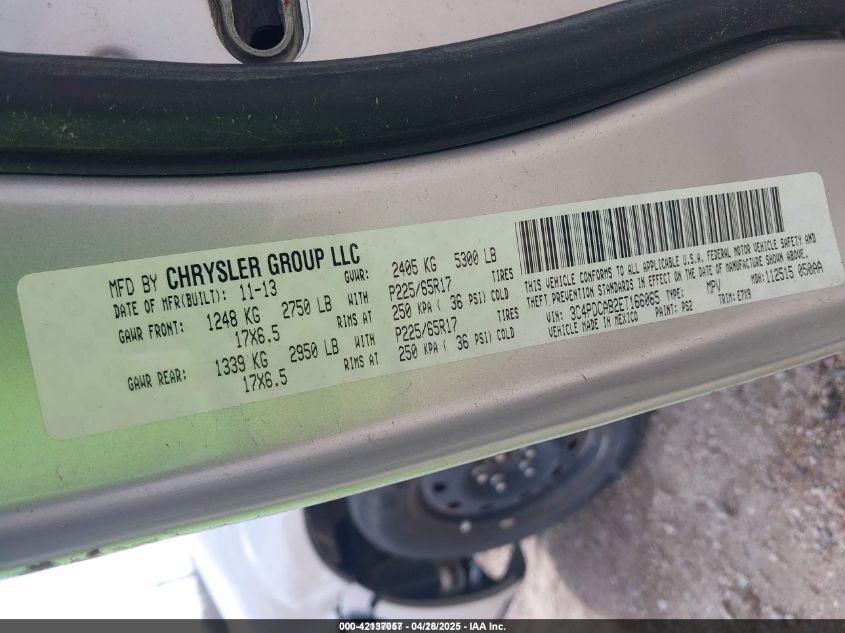 MFD BY CHRYSLER GROUP LLC
DATE OF MFR(BUILT): 11-13 GVWR: 2405 KG 5300 LB
GAWR FRONT: 1248 KG 2750 LB WITH P225/65R17 TIRES
17X6.5 RIMS AT 250 KPA ( 36 PSI) COLD
GAWR REAR: 1339 KG 2950 LB WITH P225/65R17 TIRES
17X6.5 RIMS AT 250 KPA ( 36 PSI) COLD
THIS VEHICLE CONFORMS TO ALL APPLICABLE U.S.A. FEDERAL MOTOR VEHICLE SAFETY AND
THEFT PREVENTION STANDARDS IN EFFECT ON THE DATE OF MANUFACTURE SHOWN ABOVE.
VIN: 3C4PDCAB2ET166065 TYPE: MPV MDH: 112515 050AA
VEHICLE MADE IN MEXICO PAINT: PS2 TRIM: E7X9
000-42137057 04/28/2025 IAA Inc.